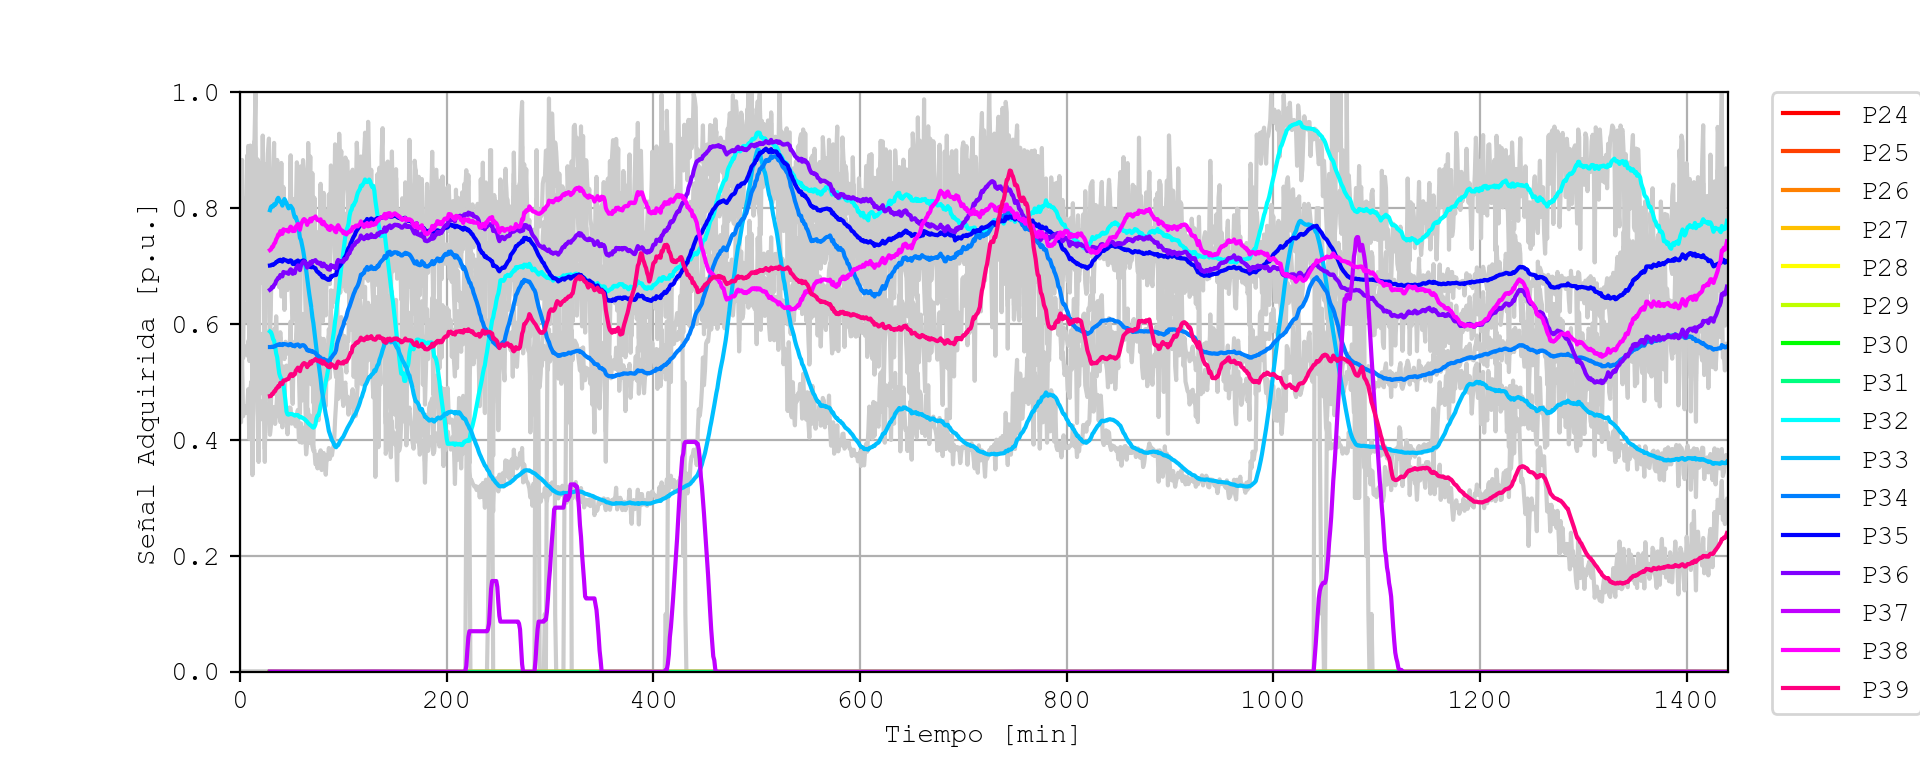 1.0
0.8
0.6
0.4
0.2
0.0
Señal Adquirida [p.u.]
0 200 400 600 800 1000 1200 1400
Tiempo [min]
P24
P25
P26
P27
P28
P29
P30
P31
P32
P33
P34
P35
P36
P37
P38
P39